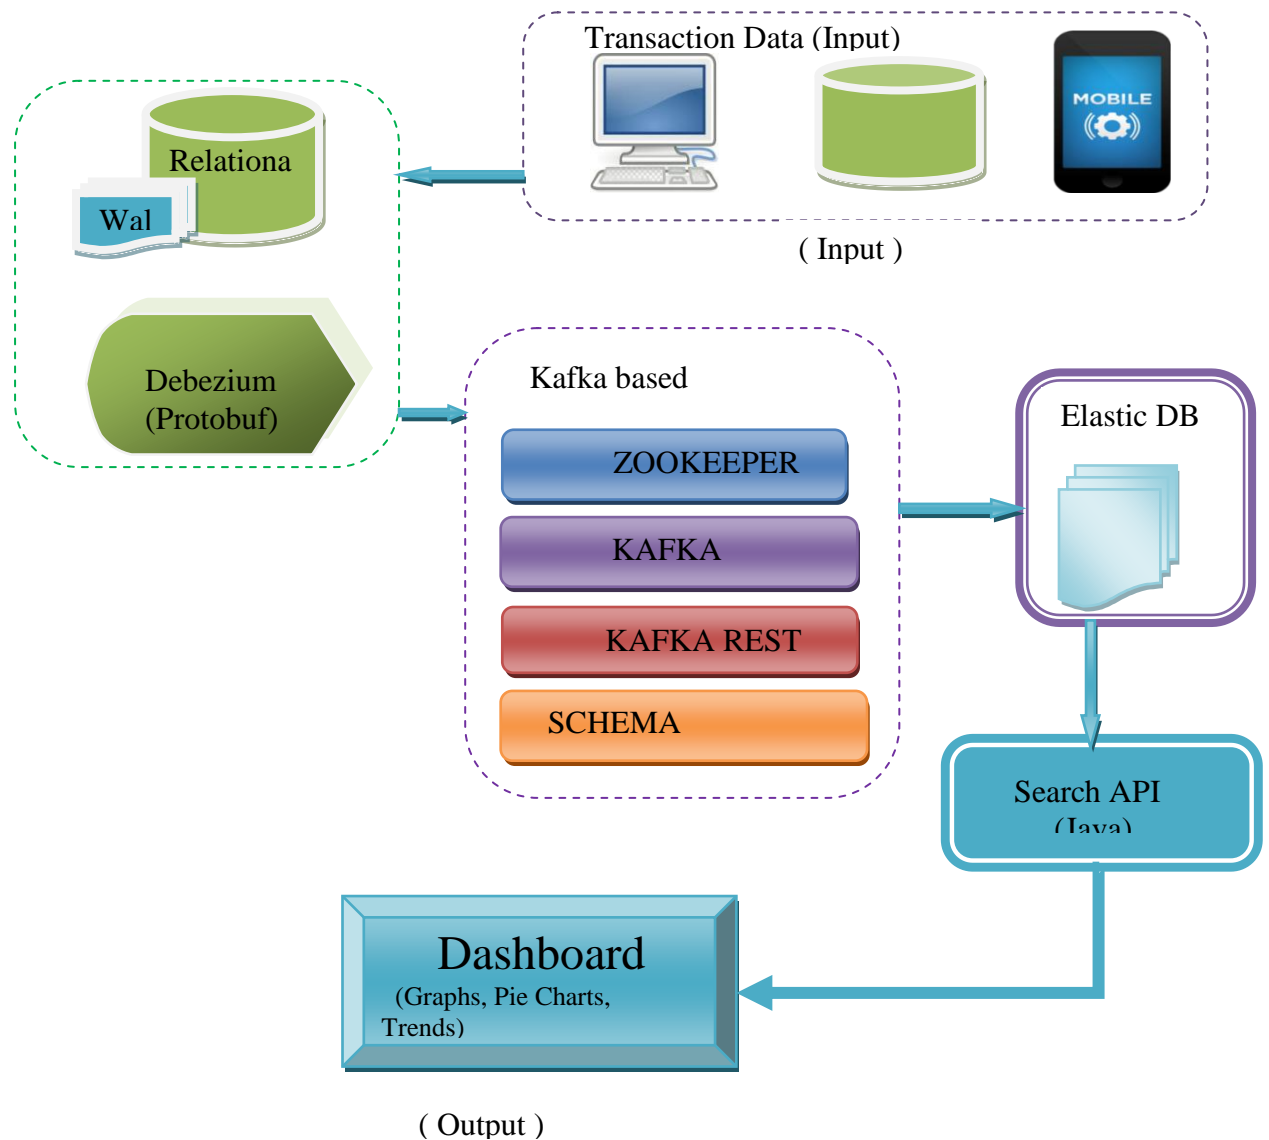 Transaction Data (Input)
MOBILE
( Input )
Relationa
Wal
Debezium
(Protobuf)
Kafka based
ZOOKEEPER
KAFKA
KAFKA REST
SCHEMA
Elastic DB
Search API
(Java)
Dashboard
(Graphs, Pie Charts,
Trends)
( Output )